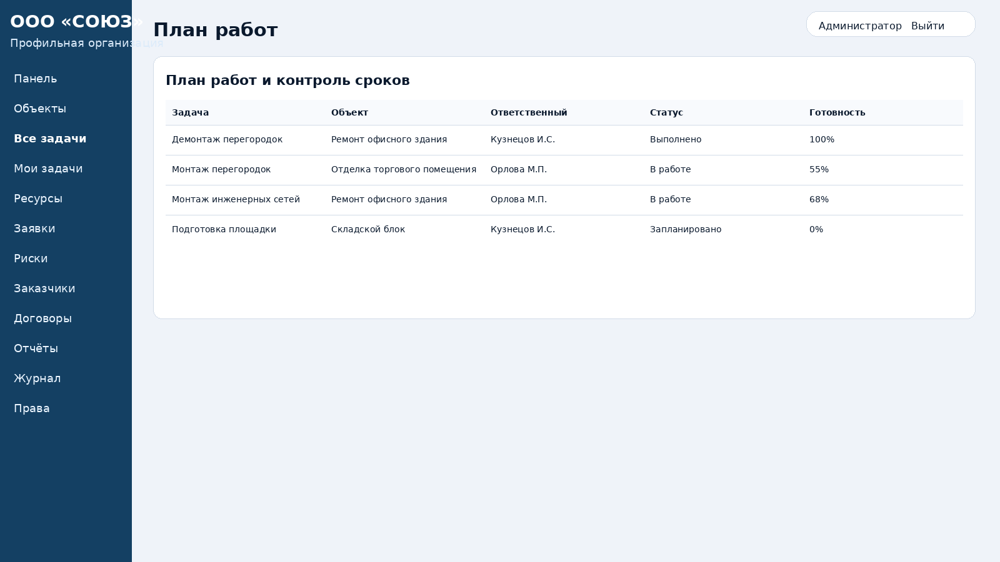 ООО «СОЮЗ»
Профильная организация
Панель
Объекты
Все задачи
Мои задачи
Ресурсы
Заявки
Риски
Заказчики
Договоры
Отчёты
Журнал
Права
План работ
Администратор Выйти
План работ и контроль сроков
Задача Объект Ответственный Статус Готовность
Демонтаж перегородок Ремонт офисного здания Кузнецов И.С. Выполнено 100%
Монтаж перегородок Отделка торгового помещения Орлова М.П. В работе 55%
Монтаж инженерных сетей Ремонт офисного здания Орлова М.П. В работе 68%
Подготовка площадки Складской блок Кузнецов И.С. Запланировано 0%